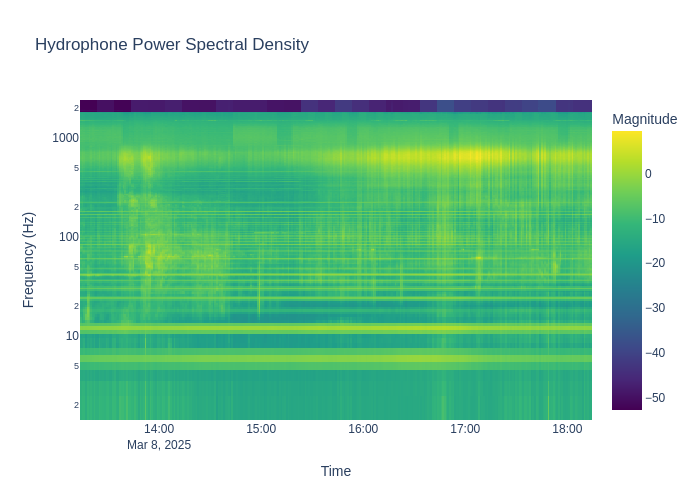 Hydrophone Power Spectral Density
Magnitude
2
1000
5
2
100
5
2
10
5
2
0
−10
−20
−30
−40
−50
Frequency (Hz)
14:00 15:00 16:00 17:00 18:00
Mar 8, 2025
Time